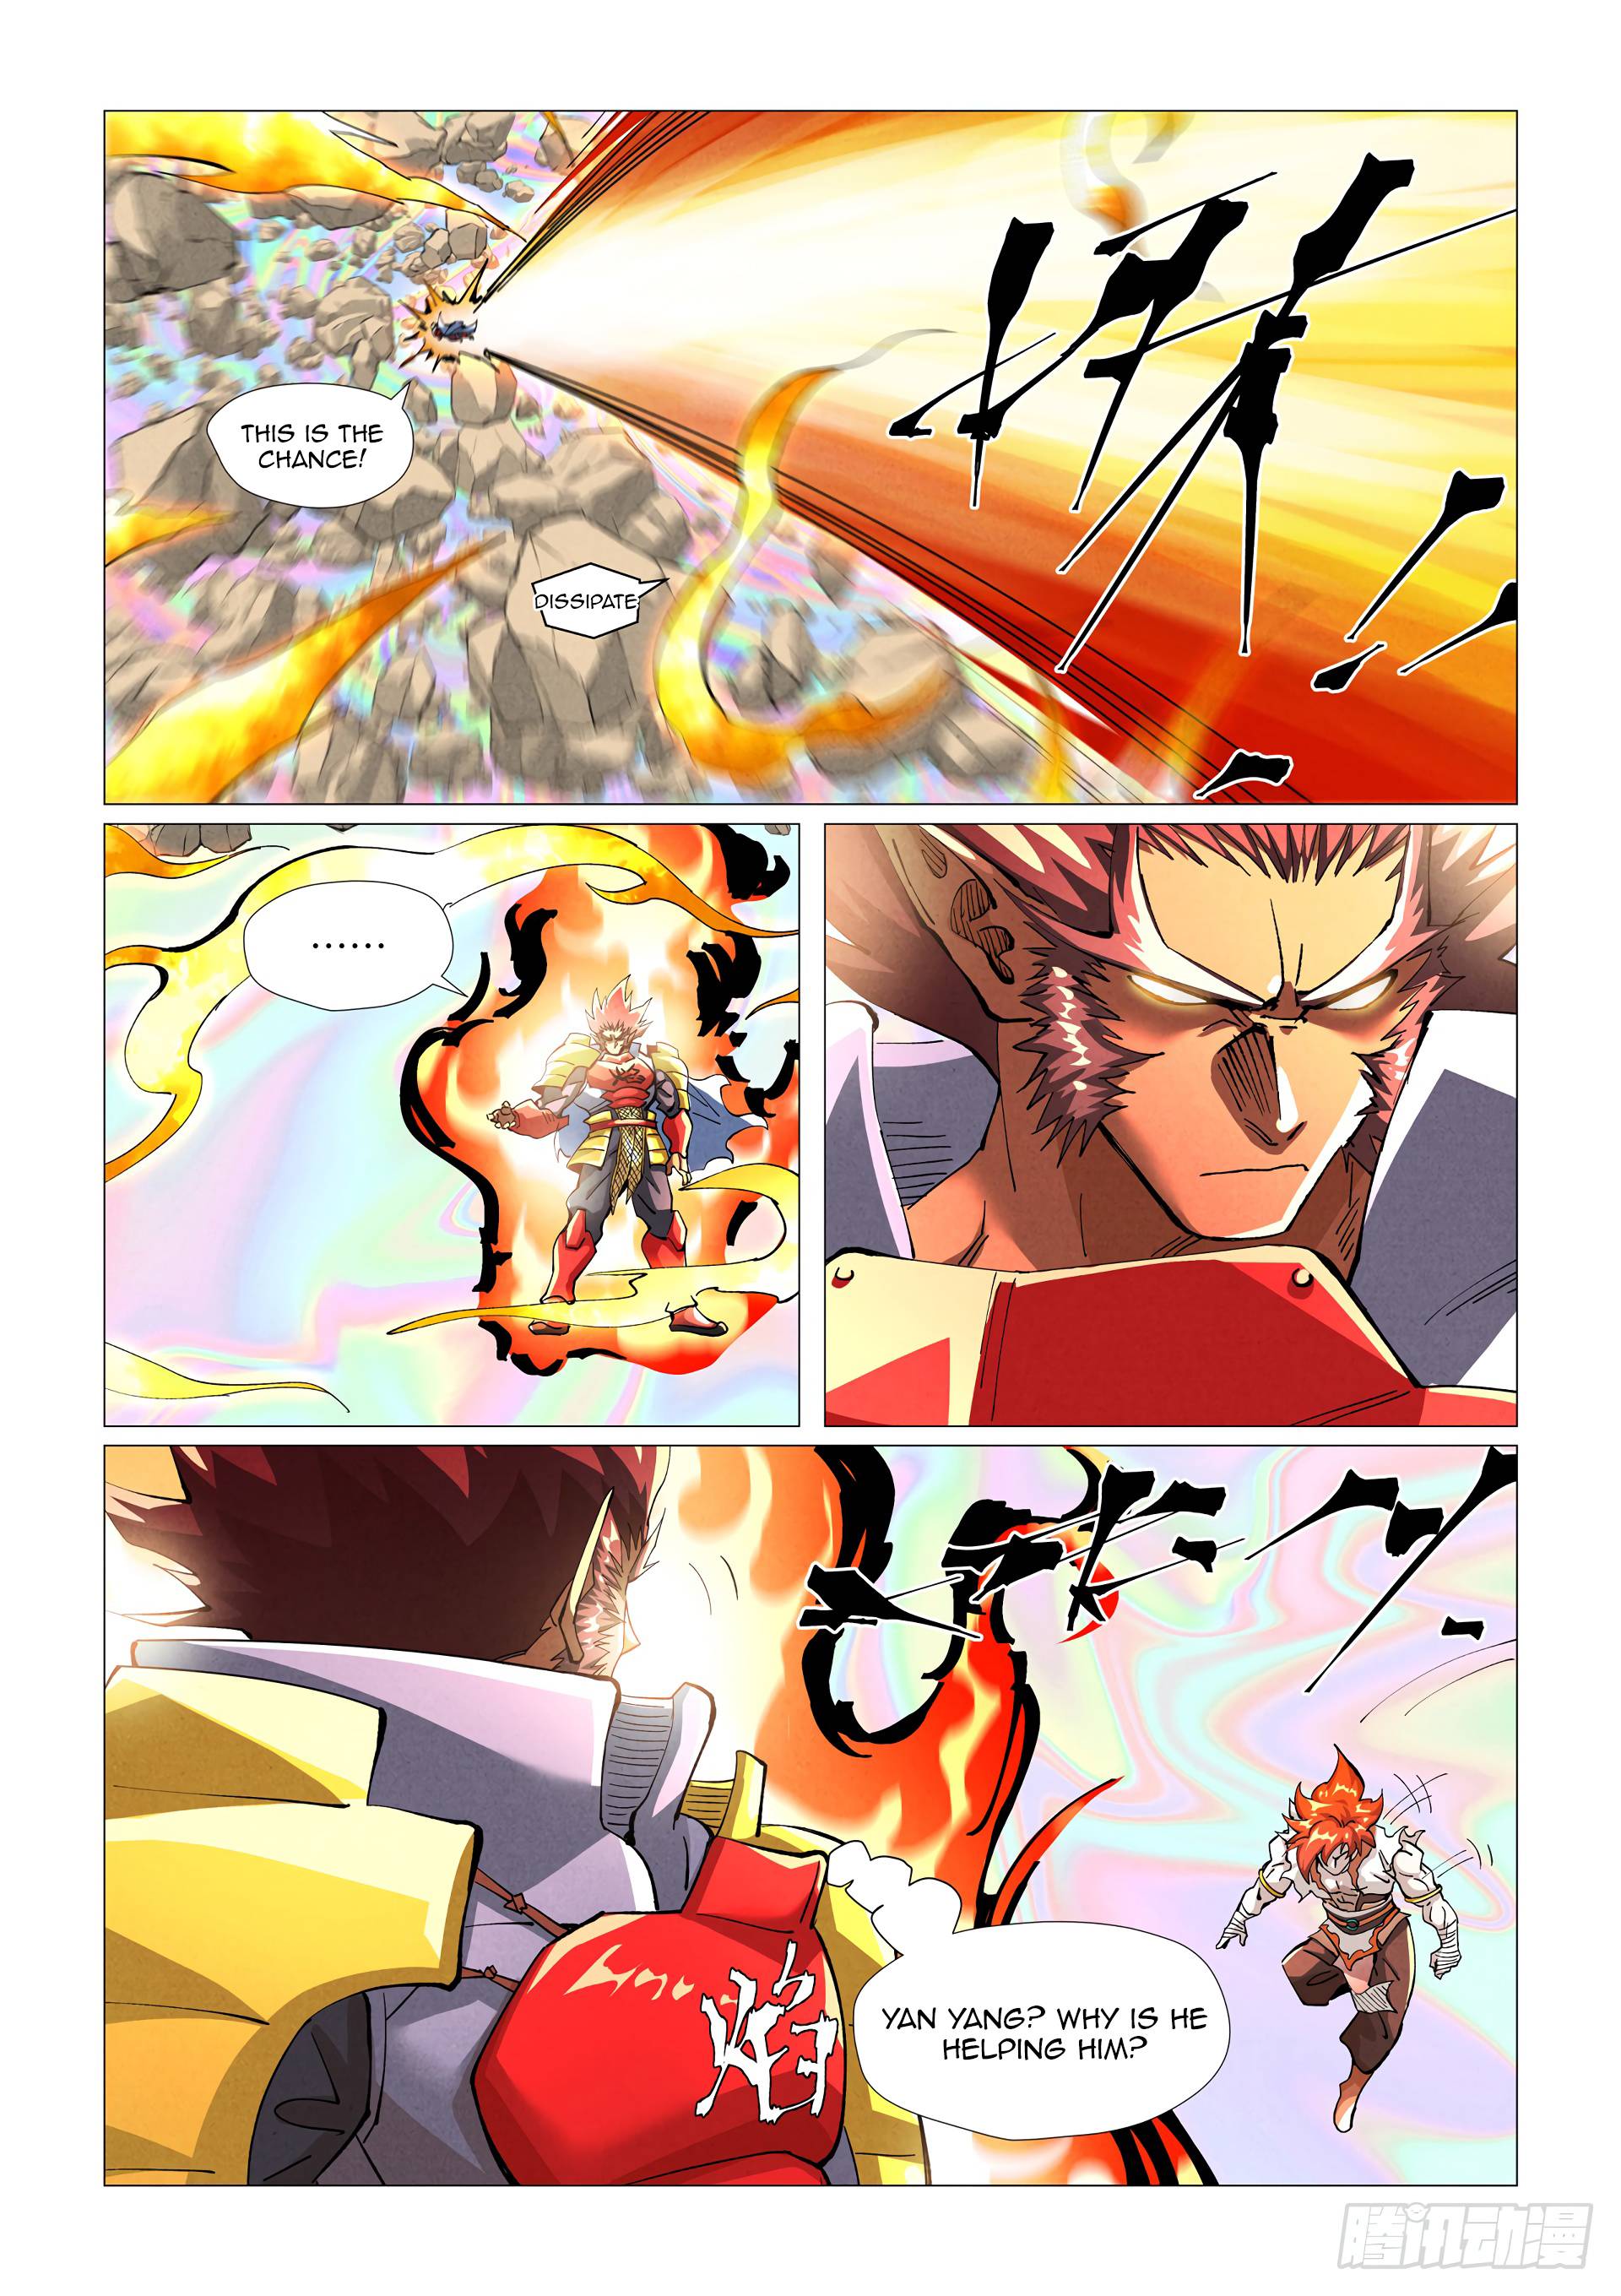 THIS IS THE
CHANCE!
DISSIPATE
......
焰
YAN YANG? WHY IS HE
HELPING HIM?
腾讯动漫